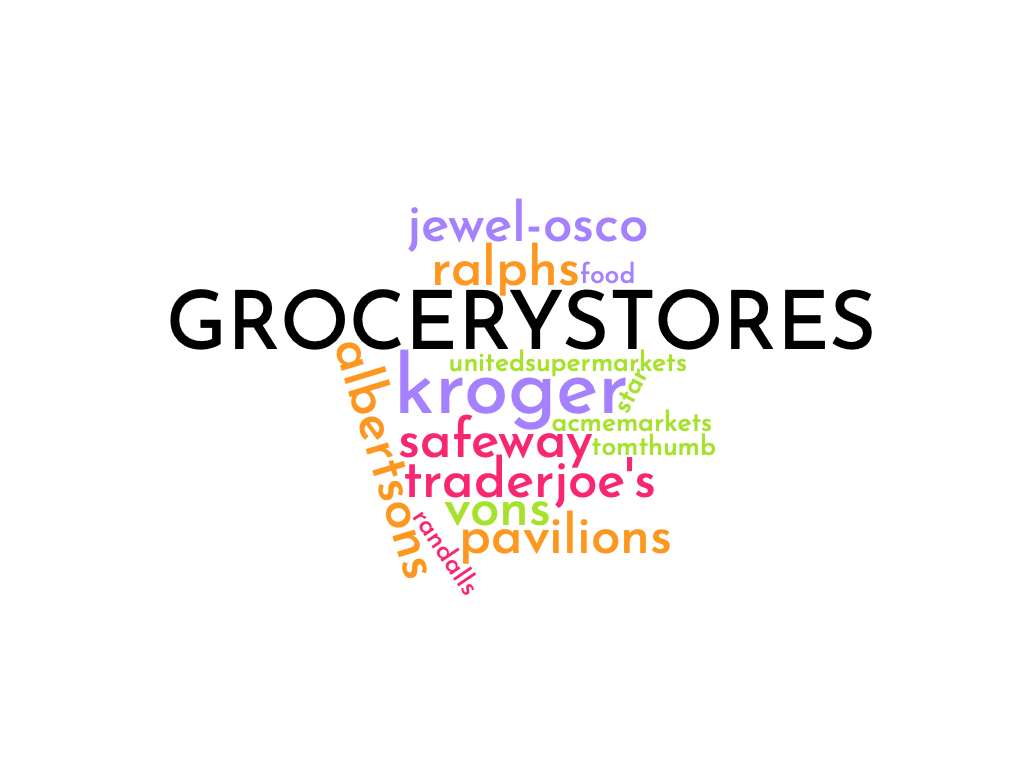 jewel-osco
ralphs
food
GROCERYSTORES
unitedsupermarkets
kroger
star
albertsons
acmemarkets
safeway
tomthumb
traderjoe's
vons
pavilions
randalls